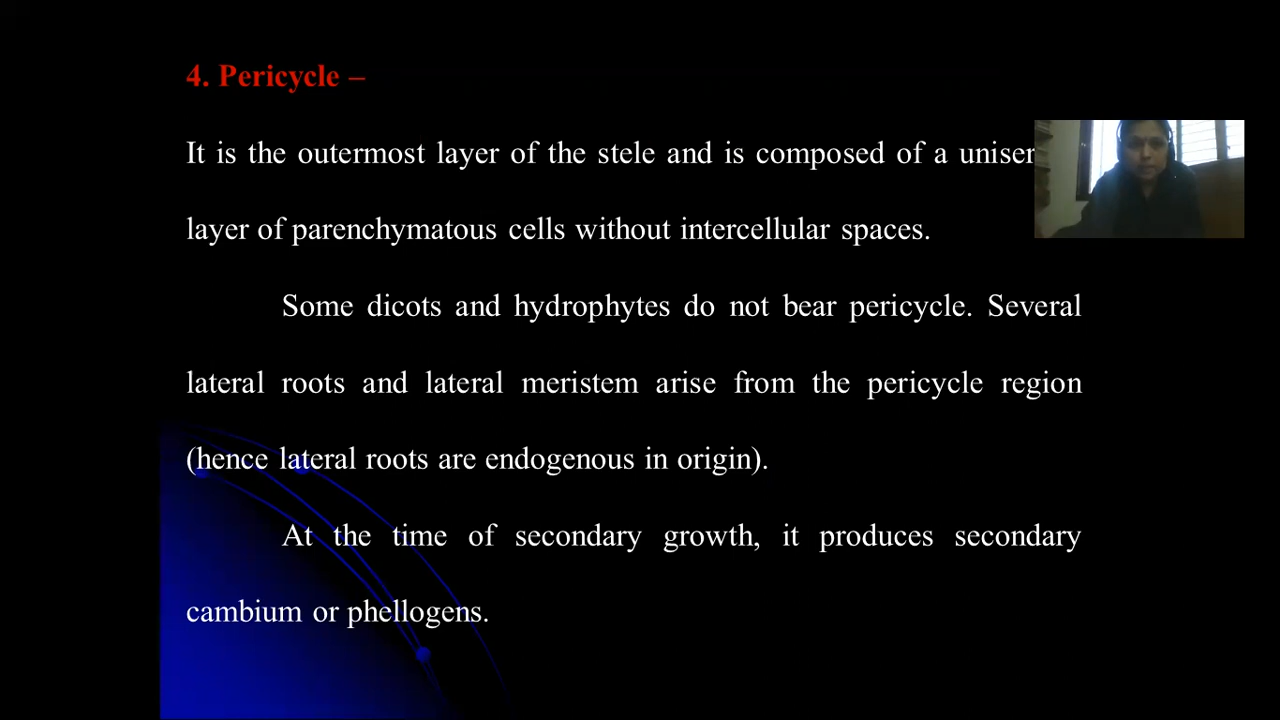 4. Pericycle –
It is the outermost layer of the stele and is composed of a
layer of parenchymatous cells without intercellular spaces.
Some dicots and hydrophytes do not bear pericycle. Several
lateral roots and lateral meristem arise from the pericycle region
(hence lateral roots are endogenous in origin).
At the time of secondary growth, it produces secondary
cambium or phellogens.